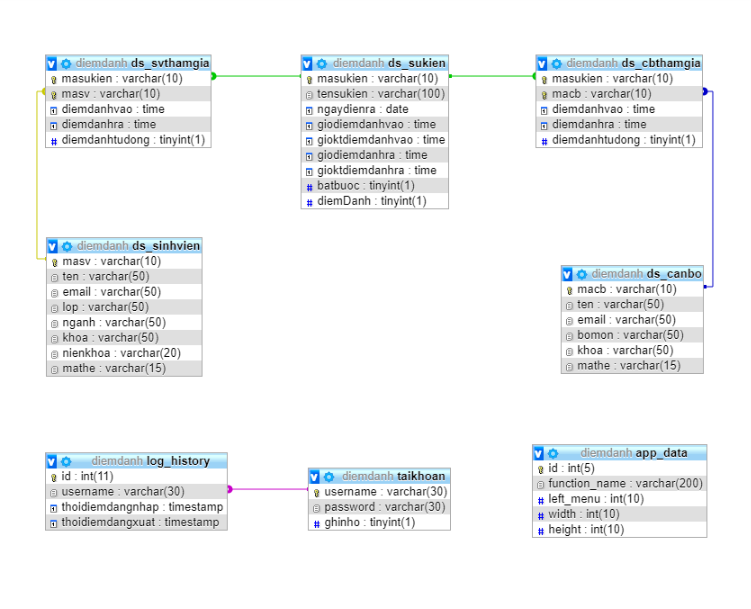 diemdanh ds_svthamgia
masukien : varchar(10)
masv : varchar(10)
diemdanhvao : time
diemdanhra : time
diemdanhtudong : tinyint(1)
diemdanh ds_sukien
masukien : varchar(10)
tensukien : varchar(100)
ngaydienra : date
giodiemdanhvao : time
gioktdiemdanhvao : time
giodiemdanhra : time
gioktdiemdanhra : time
batbuoc : tinyint(1)
diemDanh : tinyint(1)
diemdanh ds_cbthamgia
masukien : varchar(10)
macb : varchar(10)
diemdanhvao : time
diemdanhra : time
diemdanhtudong : tinyint(1)
diemdanh ds_sinhvien
masv : varchar(10)
ten : varchar(50)
email : varchar(50)
lop : varchar(50)
nganh : varchar(50)
khoa : varchar(50)
nienkhoa : varchar(20)
mathe : varchar(15)
diemdanh ds_canbo
macb : varchar(10)
ten : varchar(50)
email : varchar(50)
bomon : varchar(50)
khoa : varchar(50)
mathe : varchar(15)
diemdanh log_history
id : int(11)
username : varchar(30)
thoidiemdangnhap : timestamp
thoidiemdangxuat : timestamp
diemdanh taikhoan
username : varchar(30)
password : varchar(30)
ghinho : tinyint(1)
diemdanh app_data
id : int(5)
function_name : varchar(200)
left_menu : int(10)
width : int(10)
height : int(10)